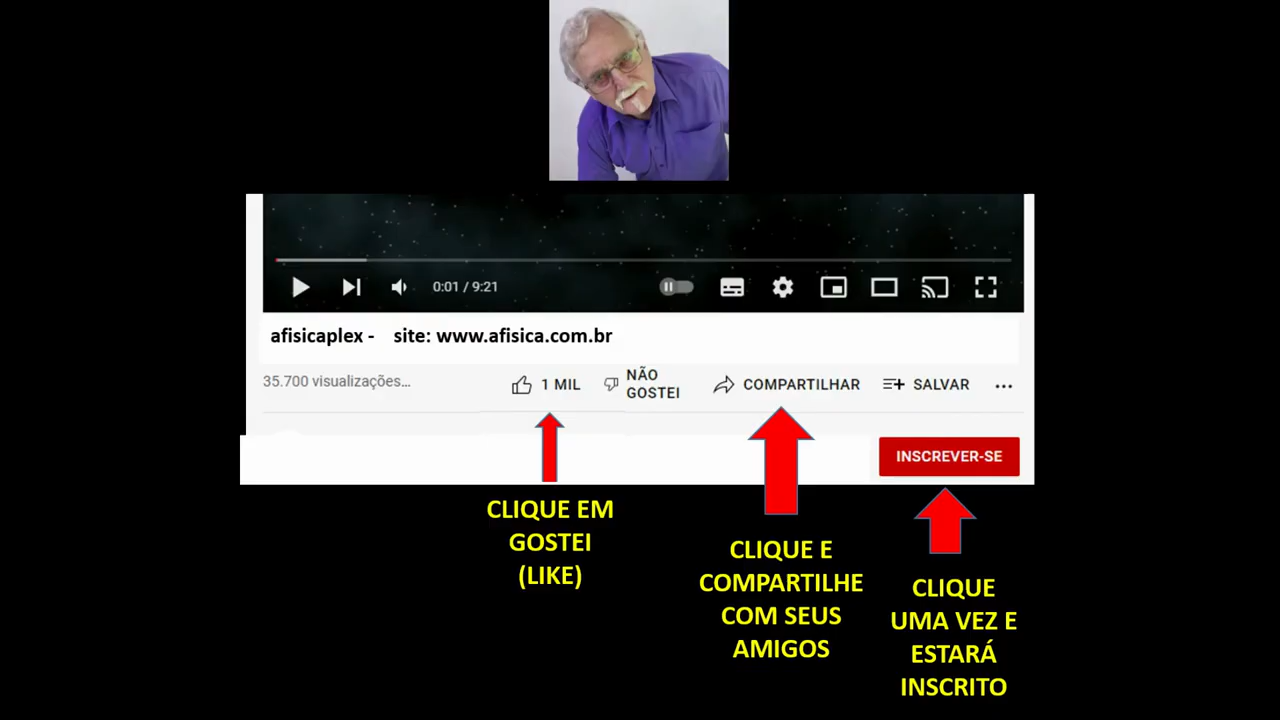 0:01 / 9:21
afisicaplex - site: www.afisica.com.br
35.700 visualizações...
1 MIL
NÃO
GOSTEI
COMPARTILHAR
SALVAR
INSCREVER-SE
CLIQUE EM
GOSTEI
(LIKE)
CLIQUE E
COMPARTILHE
COM SEUS
AMIGOS
CLIQUE
UMA VEZ E
ESTARÁ
INSCRITO